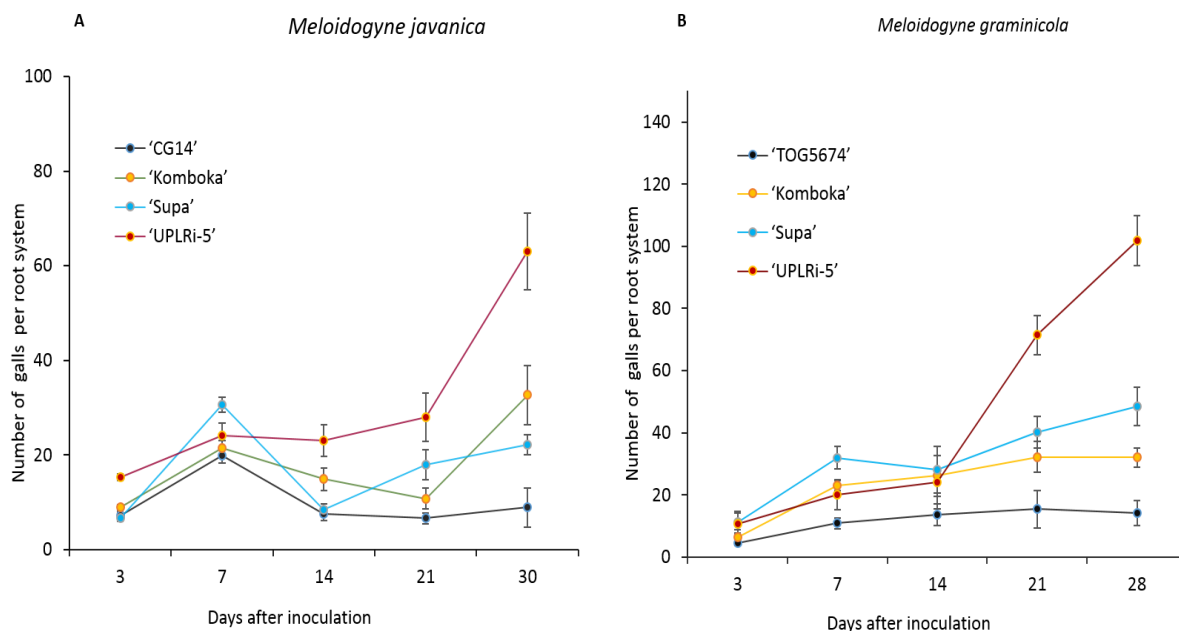 A
Meloidogyne javanica
Number of galls per root system
100
80
60
40
20
0
‘CG14’
‘Komboka’
‘Supa’
‘UPLRi-5’
3 7 14 21 30
Days after inoculation
B
Meloidogyne graminicola
Number of galls per root system
140
120
100
80
60
40
20
0
‘TOG5674’
‘Komboka’
‘Supa’
‘UPLRi-5’
3 7 14 21 28
Days after inoculation